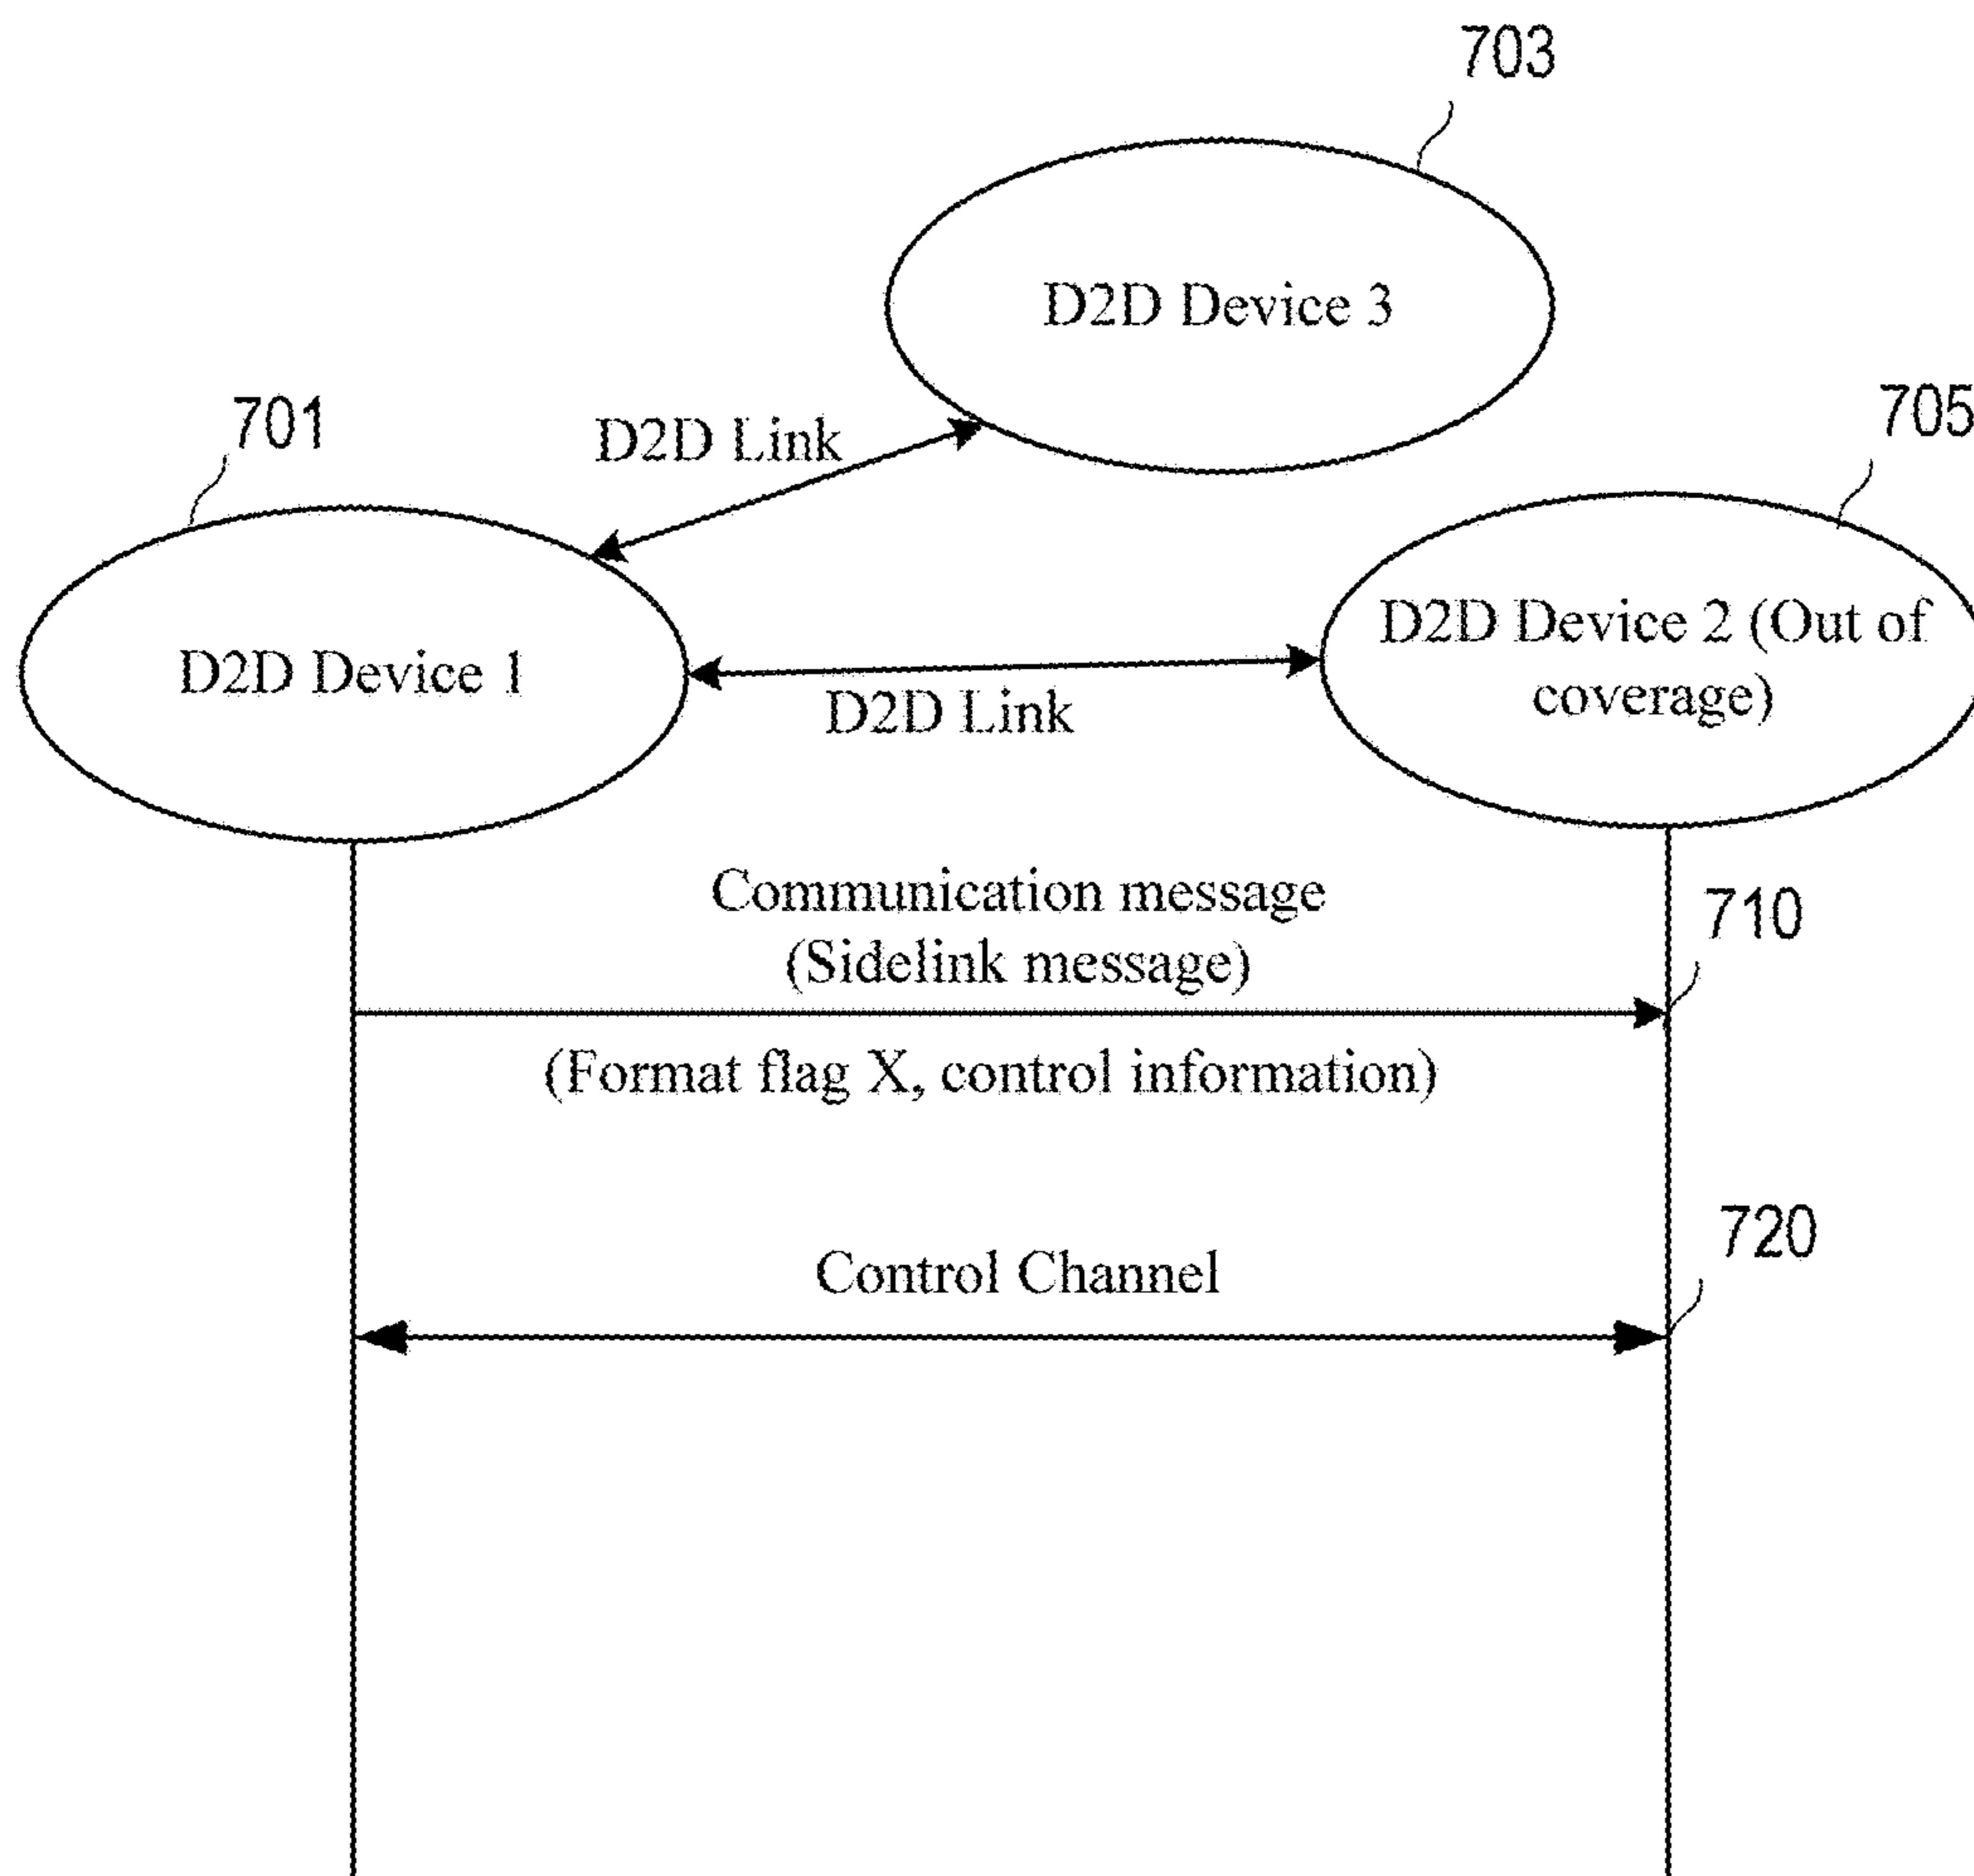 703
D2D Device 3
705
701
D2D Link
D2D Device 2 (Out of
coverage)
D2D Device 1
D2D Link
Communication message
(Sidelink message)
710
(Format flag X, control information)
720
Control Channel